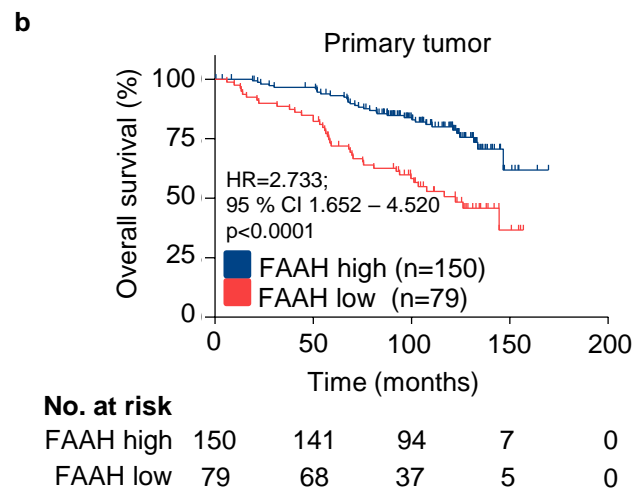 b
Primary tumor
Overall survival (%)
100
75
50
25
0
HR=2.733;
95 % CI 1.652 – 4.520
p<0.0001
FAAH high (n=150)
FAAH low (n=79)
0 50 100 150 200
Time (months)
No. at risk
FAAH high 150 141 94 7 0
FAAH low 79 68 37 5 0